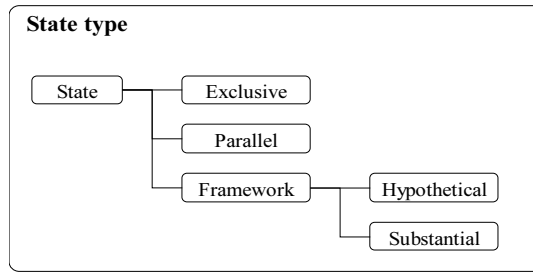 State type
State
Exclusive
Parallel
Framework
Hypothetical
Substantial